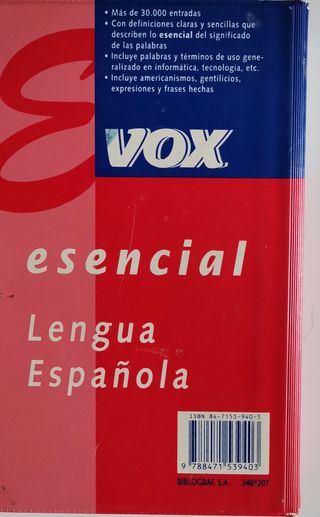 • Más de 30.000 entradas
• Con definiciones claras y sencillas que
describen lo esencial del significado
de las palabras
• Incluye palabras y términos de uso gene-
ralizado en informática, tecnología, etc.
• Incluye americanismos, gentilicios,
expresiones y frases hechas
E
VOX
esencial
Lengua
Española
ISBN 84-7153-940-3
9 788471 539403
BIBLOGRAF, S.A. 240*207